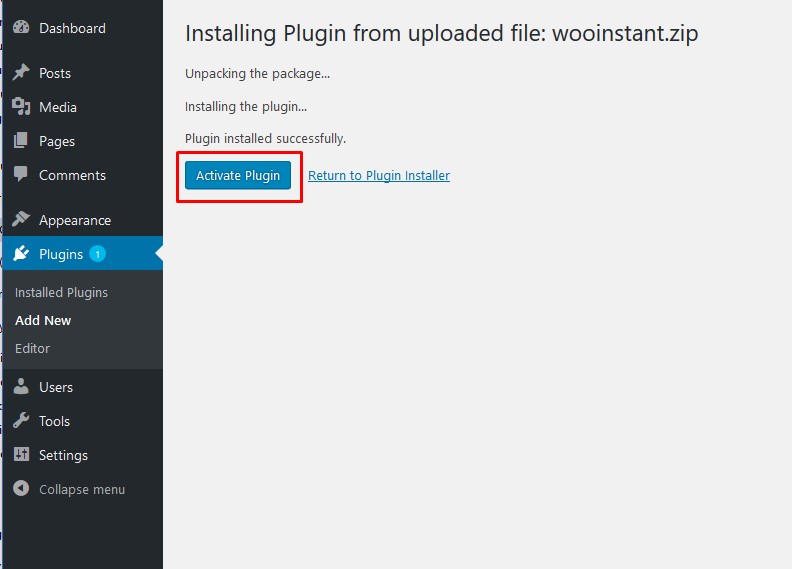 Dashboard
Posts
Media
Pages
Comments
Appearance
Plugins 1
Installed Plugins
Add New
Editor
Users
Tools
Settings
Collapse menu
Installing Plugin from uploaded file: wooinstant.zip
Unpacking the package...
Installing the plugin...
Plugin installed successfully.
Activate Plugin Return to Plugin Installer